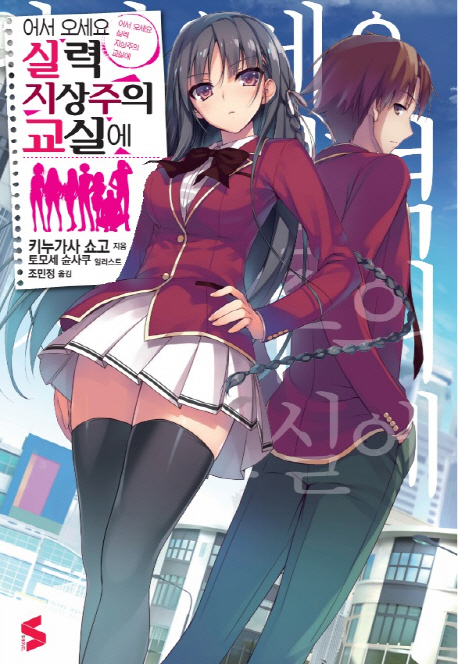 어서 오세요
실력
지상주의
교실에
어서 오세요
실력
지상주의
교실에
키누가사 쇼고 지음
토모세 슌사쿠 일러스트
조민정 옮김